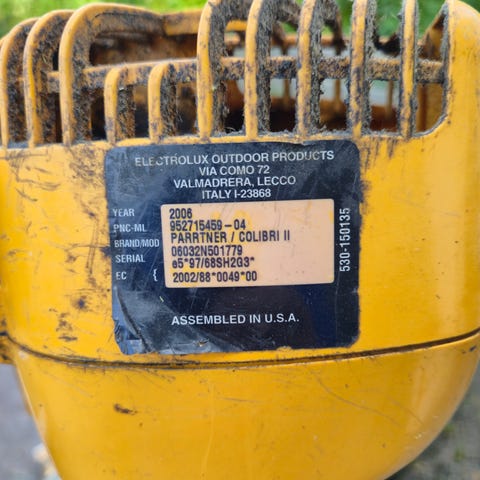 ELECTROLUX OUTDOOR PRODUCTS
VIA COMO 72
VALMADRERA, LECCO
ITALY I-23868
YEAR 2006
PNC-ML 952715459-04
BRAND/MOD PARRTNER / COLIBRI II
SERIAL 06032N501779
e5*97/68SH2G3*
EC { 2002/88*0049*00
530-150135
ASSEMBLED IN U.S.A.